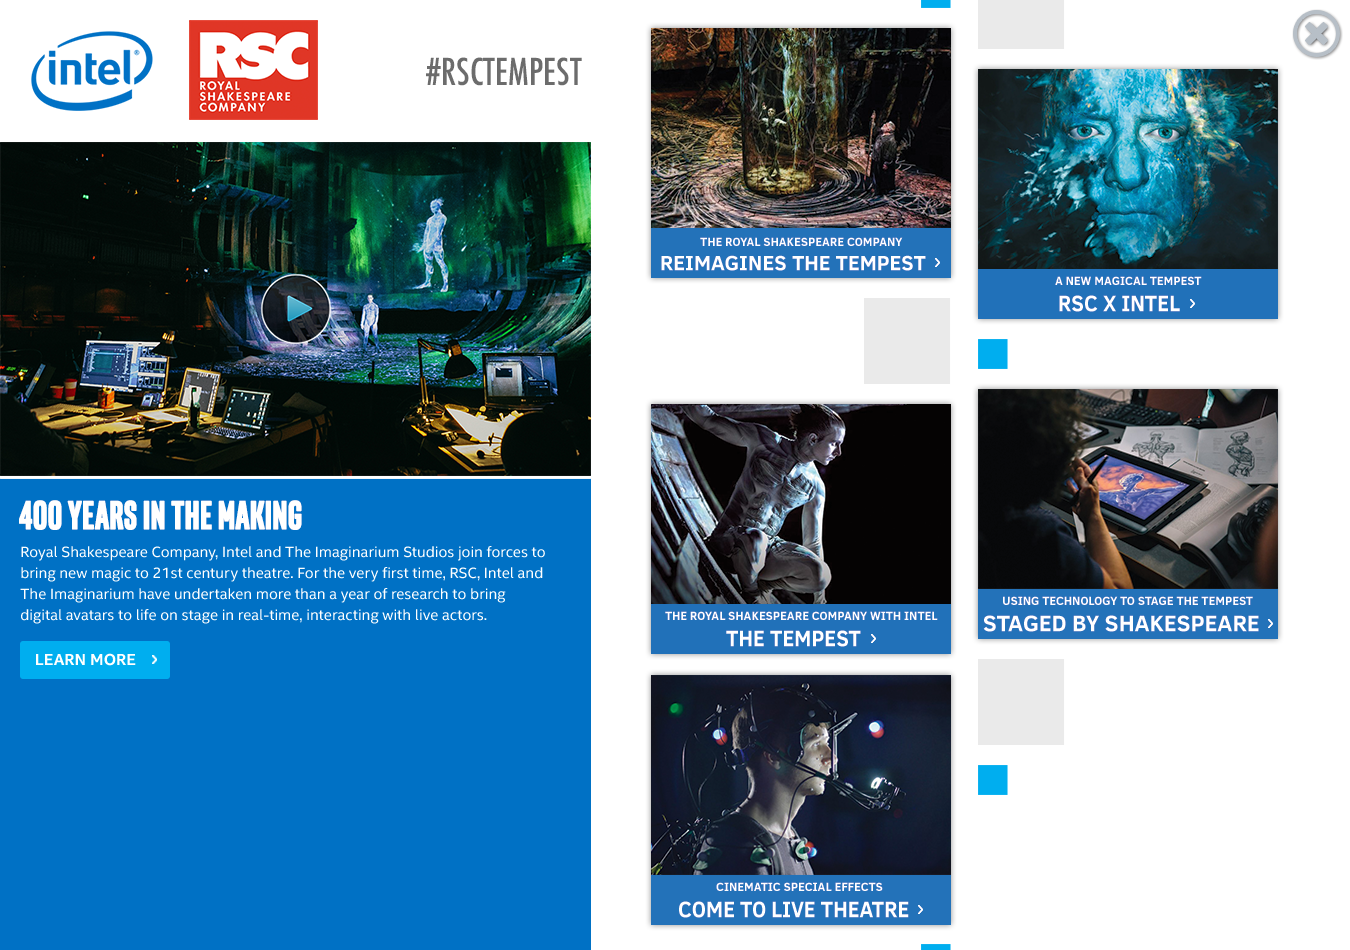 intel®
RSC
ROYAL
SHAKESPEARE
COMPANY
#RSCTEMPEST
400 YEARS IN THE MAKING
Royal Shakespeare Company, Intel and The Imaginarium Studios join forces to
bring new magic to 21st century theatre. For the very first time, RSC, Intel and
The Imaginarium have undertaken more than a year of research to bring
digital avatars to life on stage in real-time, interacting with live actors.
LEARN MORE
THE ROYAL SHAKESPEARE COMPANY
REIMAGINES THE TEMPEST
THE ROYAL SHAKESPEARE COMPANY WITH INTEL
THE TEMPEST
CINEMATIC SPECIAL EFFECTS
COME TO LIVE THEATRE
A NEW MAGICAL TEMPEST
RSC X INTEL
USING TECHNOLOGY TO STAGE THE TEMPEST
STAGED BY SHAKESPEARE